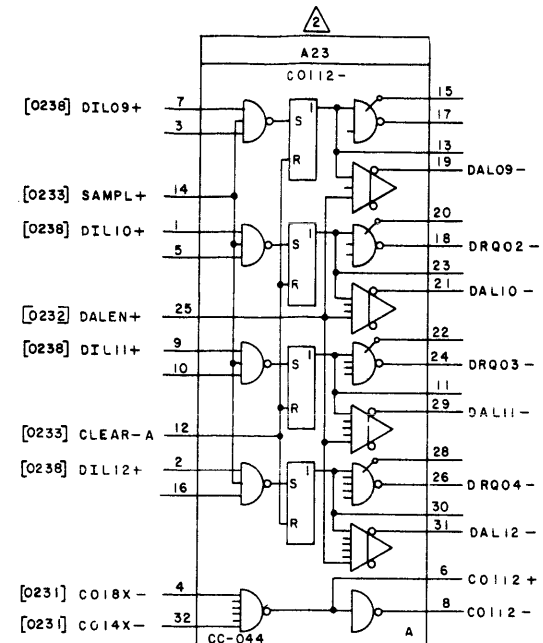 2
A23
C0112-
[0238] DIL09+ 7 15
3 17
13
19 DAL09-
[0233] SAMPL+ 14
20
[0238] DIL10+ 1 18 DRQ02-
5 23
21 DAL10-
[0232] DALEN+ 25
22
[0238] DIL11+ 9 24 DRQ03-
10 11
29 DAL11-
[0233] CLEAR-A 12
28
[0238] DIL12+ 2 26 DRQ04-
16 30
31 DAL12-
S 1
R
S 1
R
S 1
R
S 1
R
6 C0112+
[0231] C018X- 4
8 C0112-
[0231] C014X- 32
CC-044 A